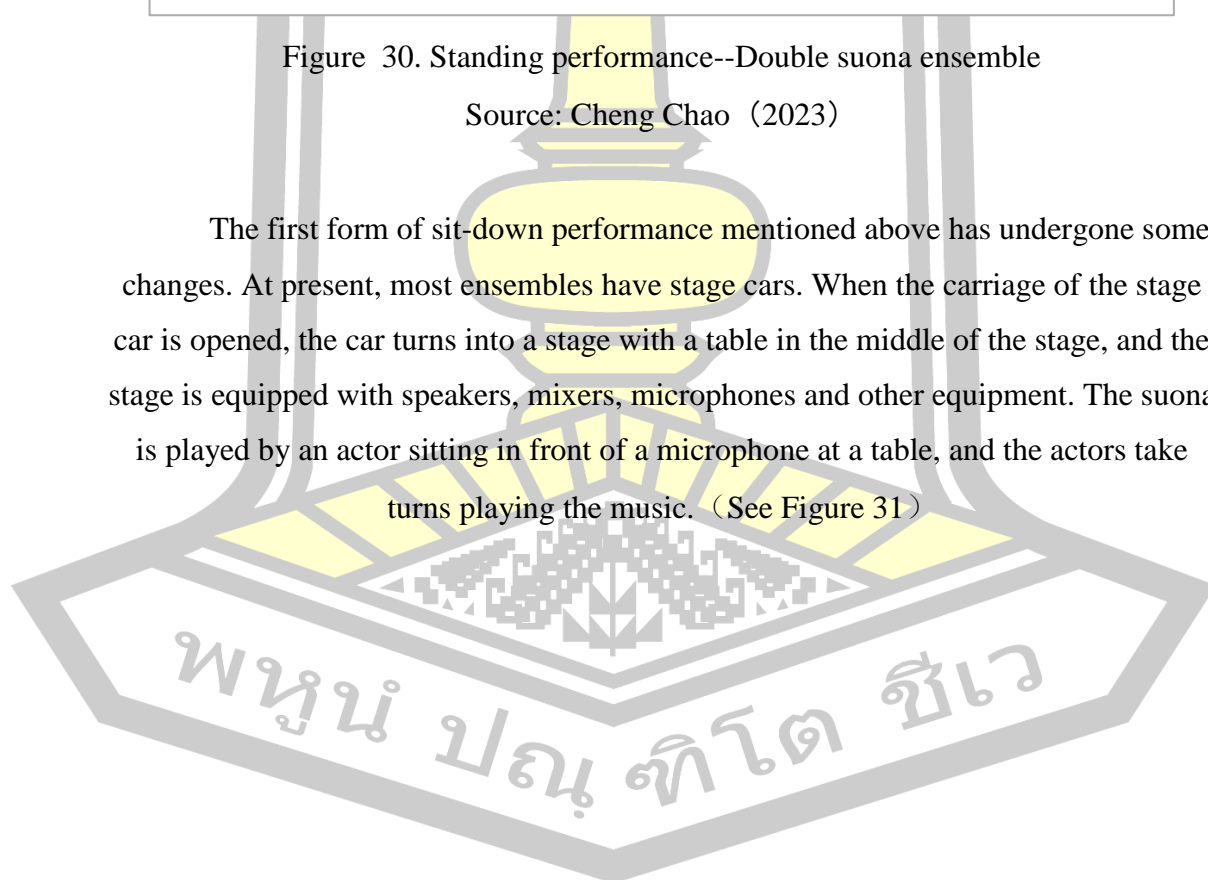 Figure  30. Standing performance--Double suona ensemble
Source: Cheng Chao（2023）
The first form of sit-down performance mentioned above has undergone some
changes. At present, most ensembles have stage cars. When the carriage of the stage
car is opened, the car turns into a stage with a table in the middle of the stage, and the
stage is equipped with speakers, mixers, microphones and other equipment. The suona
is played by an actor sitting in front of a microphone at a table, and the actors take
turns playing the music.（See Figure 31）
พหูนํ ปณฺฑิโต ชีเว